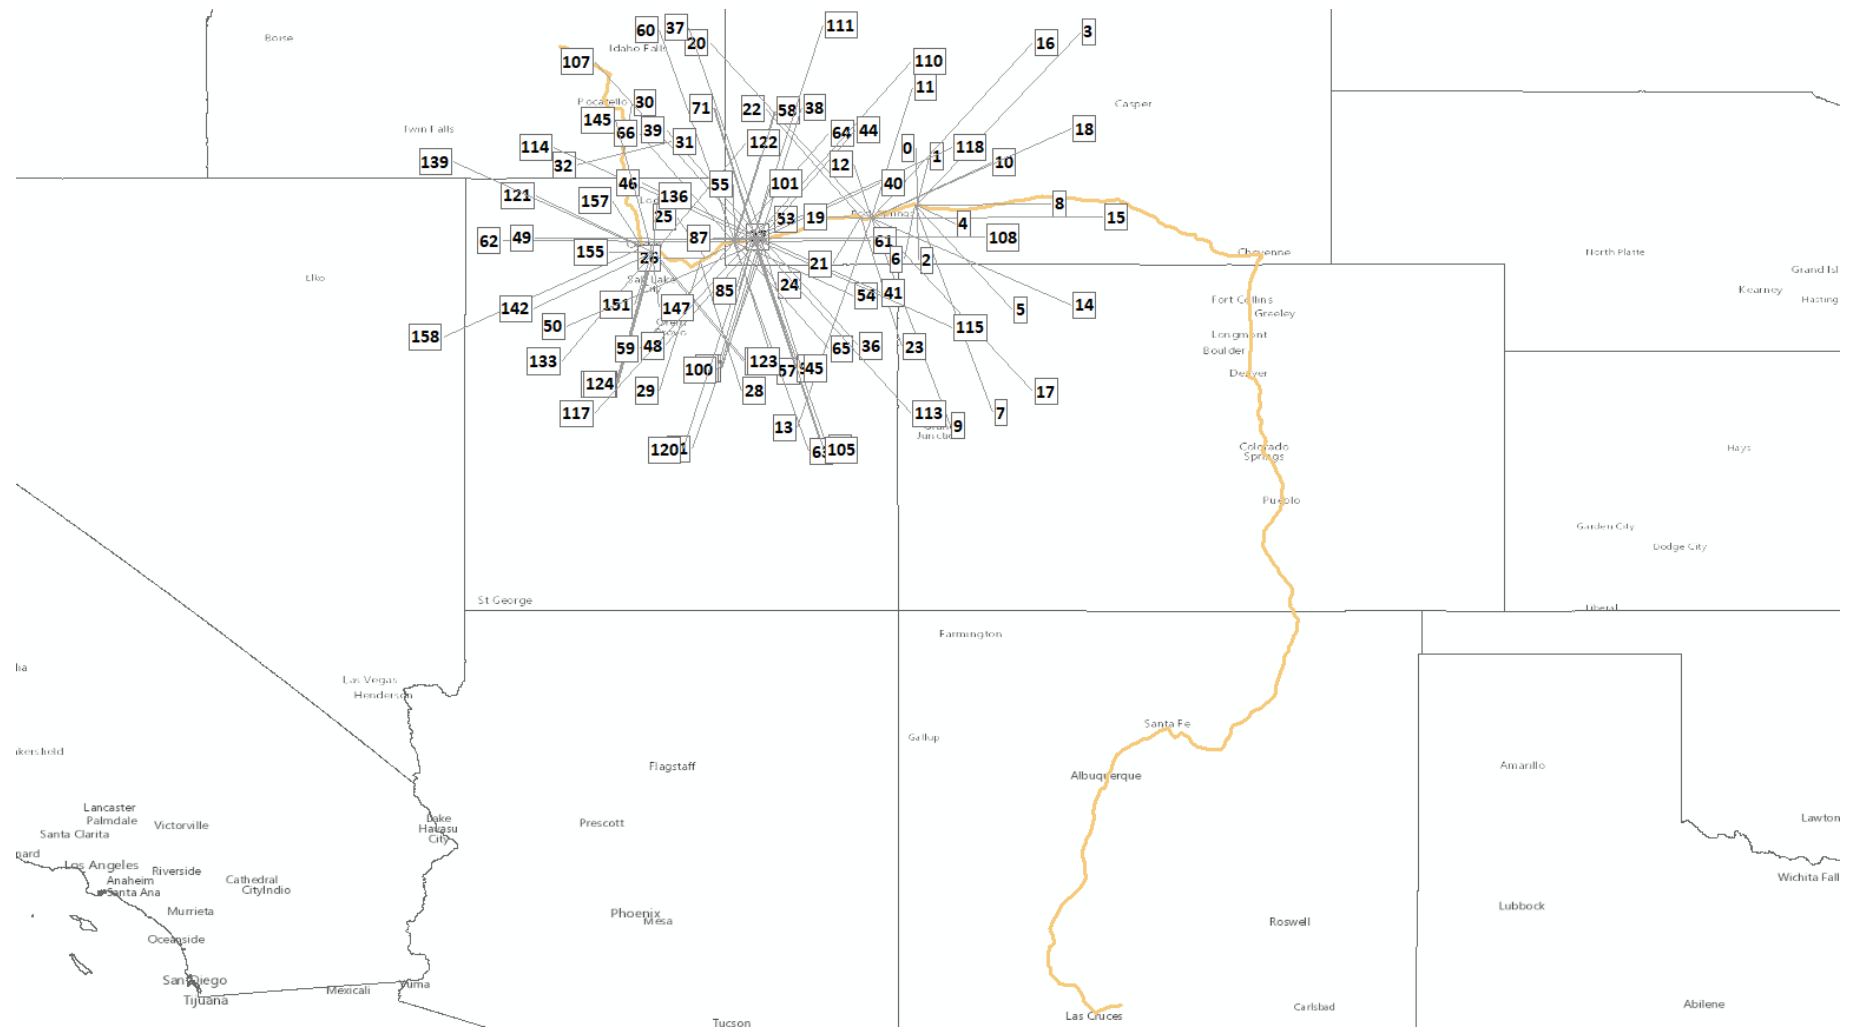 111
60
37
20
16
3
Boise
Idaho Falls
107
110
11
Pocatello
30
71
22
58
38
Casper
145
66
39
31
122
64
44
18
Twin Falls
114
32
139
12
0
1
118
10
46
55
101
40
121
157
136
25
53
19
8
15
4
62
49
87
61
108
155
26
21
6
2
Cheyenne
North Platte
Grand Isl
Elko
Salt Lake
City
85
24
54
41
Kearney
Hasting
151
147
142
5
14
Fort Collins
Greeley
50
115
158
Longmont
Boulder
133
59
48
65
36
23
Denver
100
123
57
45
124
29
28
17
117
13
113
9
7
Grand
Junction
120
105
Colorado
Springs
Hays
Pueblo
Garden City
Dodge City
St George
Liberal
Farmington
Las Vegas
Henderson
Santa Fe
Gallup
akersfield
Flagstaff
Albuquerque
Amarillo
Lancaster
Palmdale
Santa Clarita
Victorville
Lake
Havasu
City
Prescott
Lawton
nard
Los Angeles
Riverside
Anaheim
Santa Ana
Cathedral
CityIndio
Wichita Fall
Murrieta
Phoenix
Mesa
Roswell
Lubbock
Oceanside
San Diego
Tijuana
Mexicali
Yuma
Las Cruces
Carlsbad
Abilene
Tucson